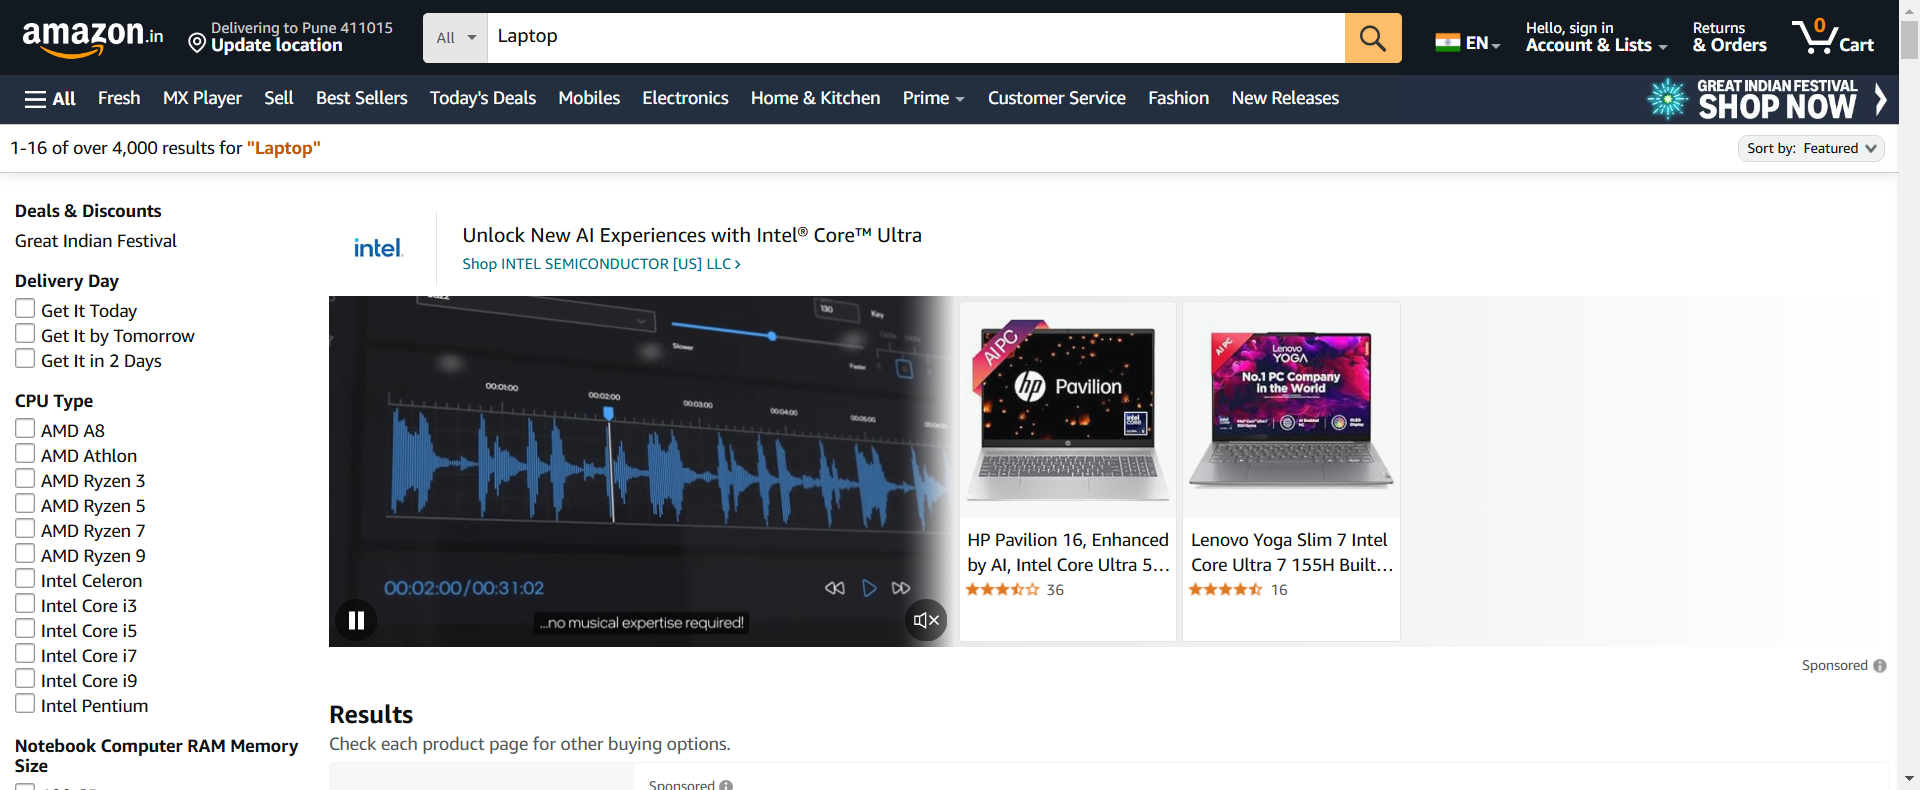 amazon.in
Delivering to Pune 411015
Update location
All
Laptop
EN
Hello, sign in
Account & Lists
Returns
& Orders
0
Cart
All
Fresh
MX Player
Sell
Best Sellers
Today's Deals
Mobiles
Electronics
Home & Kitchen
Prime
Customer Service
Fashion
New Releases
GREAT INDIAN FESTIVAL
SHOP NOW
1-16 of over 4,000 results for "Laptop"
Sort by: Featured
Deals & Discounts
Great Indian Festival
Delivery Day
Get It Today
Get It by Tomorrow
Get It in 2 Days
CPU Type
AMD A8
AMD Athlon
AMD Ryzen 3
AMD Ryzen 5
AMD Ryzen 7
AMD Ryzen 9
Intel Celeron
Intel Core i3
Intel Core i5
Intel Core i7
Intel Core i9
Intel Pentium
Notebook Computer RAM Memory
Size
intel.
Unlock New AI Experiences with Intel® Core™ Ultra
Shop INTEL SEMICONDUCTOR [US] LLC ›
130
Key
Slower
Faster
00:01:00
00:02:00
00:03:00
00:04:00
00:05:00
00:02:00/00:31:02
...no musical expertise required!
AI PC
hp Pavilion
intel
CORE
HP Pavilion 16, Enhanced
by AI, Intel Core Ultra 5...
36
AI PC
Lenovo
YOGA
No.1 PC Company
in the World
Lenovo Yoga Slim 7 Intel
Core Ultra 7 155H Built...
16
Sponsored
Results
Check each product page for other buying options.
Sponsored